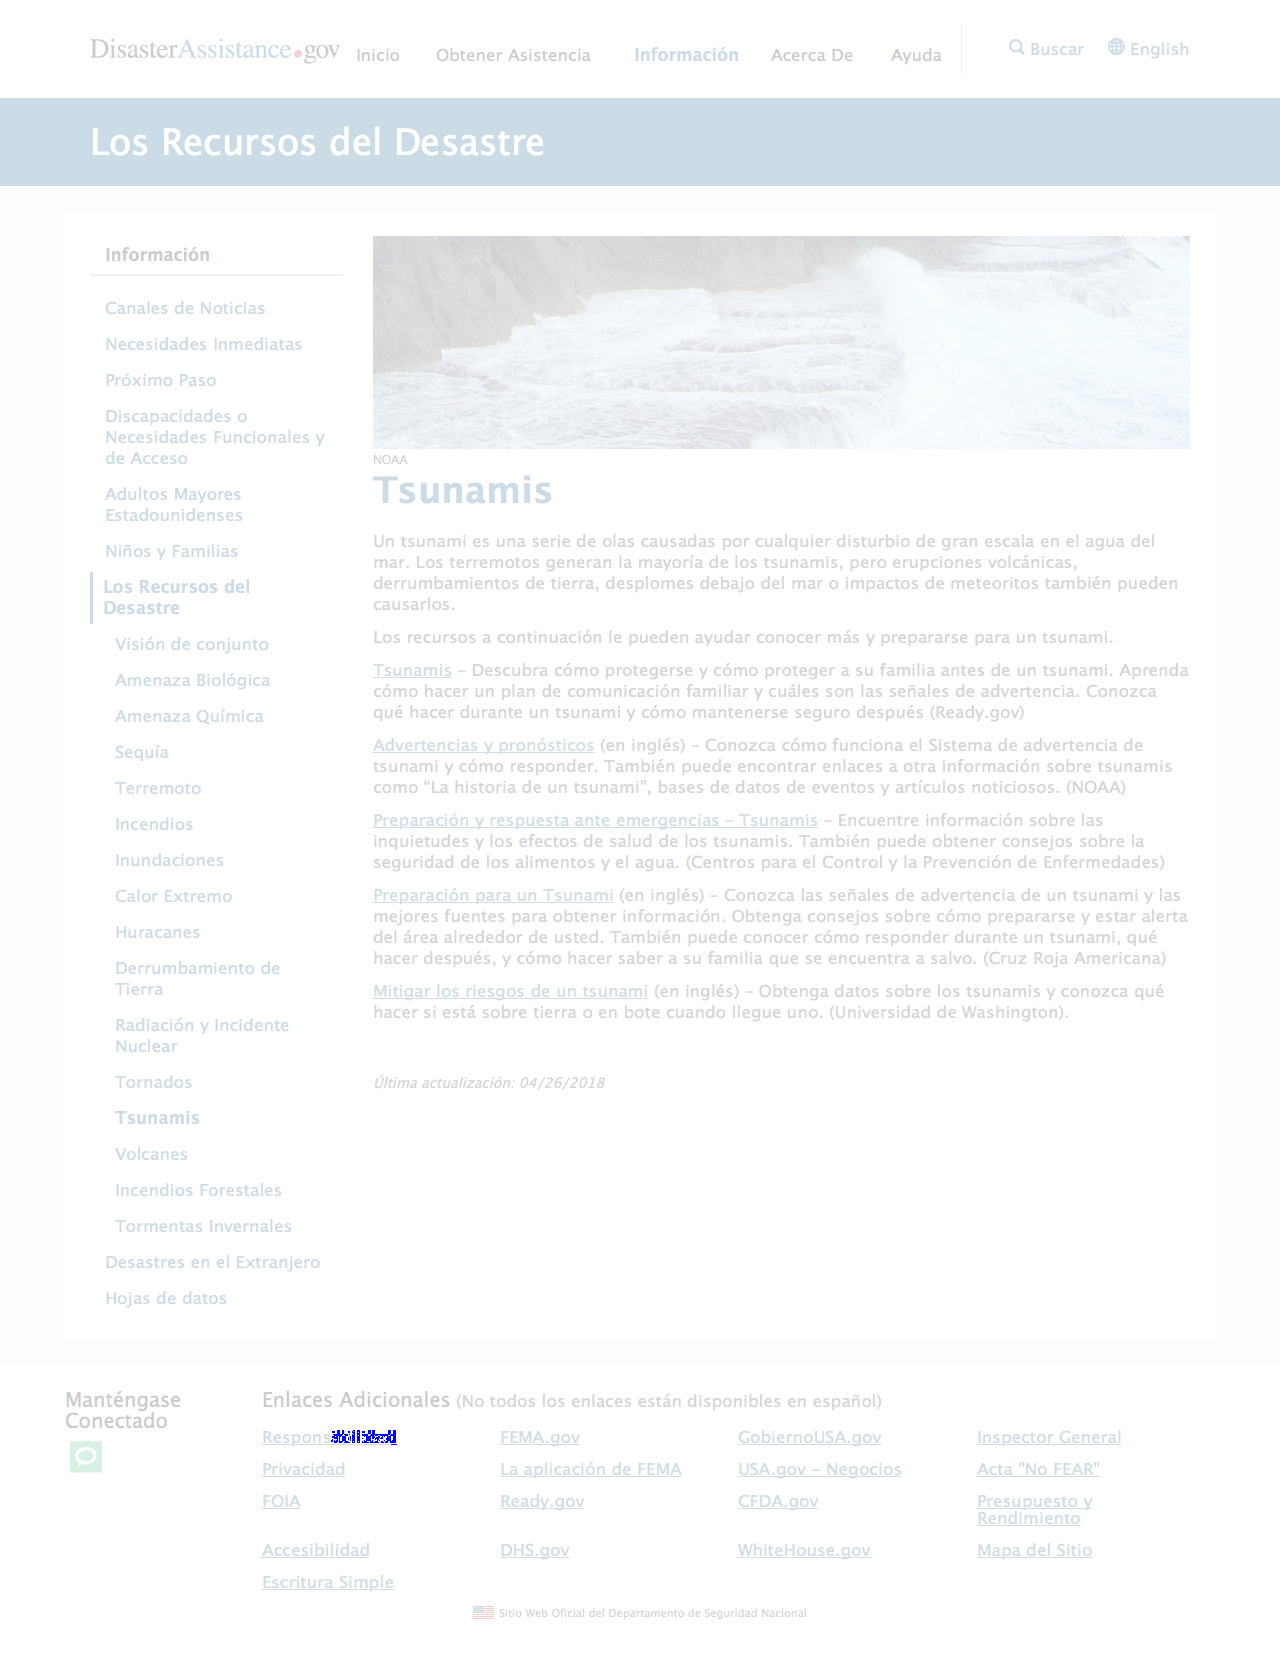 DisasterAssistance.gov
Inicio Obtener Asistencia Información Acerca De Ayuda Buscar English
Los Recursos del Desastre
Información
Canales de Noticias
Necesidades Inmediatas
Próximo Paso
Discapacidades o
Necesidades Funcionales y
de Acceso
Adultos Mayores
Estadounidenses
Niños y Familias
Los Recursos del
Desastre
Visión de conjunto
Amenaza Biológica
Amenaza Química
Sequía
Terremoto
Incendios
Inundaciones
Calor Extremo
Huracanes
Derrumbamiento de
Tierra
Radiación y Incidente
Nuclear
Tornados
Tsunamis
Volcanes
Incendios Forestales
Tormentas Invernales
Desastres en el Extranjero
Hojas de datos
NOAA
Tsunamis
Un tsunami es una serie de olas causadas por cualquier disturbio de gran escala en el agua del
mar. Los terremotos generan la mayoría de los tsunamis, pero erupciones volcánicas,
derrumbamientos de tierra, desplomes debajo del mar o impactos de meteoritos también pueden
causarlos.
Los recursos a continuación le pueden ayudar conocer más y prepararse para un tsunami.
Tsunamis – Descubra cómo protegerse y cómo proteger a su familia antes de un tsunami. Aprenda
cómo hacer un plan de comunicación familiar y cuáles son las señales de advertencia. Conozca
qué hacer durante un tsunami y cómo mantenerse seguro después (Ready.gov)
Advertencias y pronósticos (en inglés) – Conozca cómo funciona el Sistema de advertencia de
tsunami y cómo responder. También puede encontrar enlaces a otra información sobre tsunamis
como “La historia de un tsunami”, bases de datos de eventos y artículos noticiosos. (NOAA)
Preparación y respuesta ante emergencias – Tsunamis – Encuentre información sobre las
inquietudes y los efectos de salud de los tsunamis. También puede obtener consejos sobre la
seguridad de los alimentos y el agua. (Centros para el Control y la Prevención de Enfermedades)
Preparación para un Tsunami (en inglés) – Conozca las señales de advertencia de un tsunami y las
mejores fuentes para obtener información. Obtenga consejos sobre cómo prepararse y estar alerta
del área alrededor de usted. También puede conocer cómo responder durante un tsunami, qué
hacer después, y cómo hacer saber a su familia que se encuentra a salvo. (Cruz Roja Americana)
Mitigar los riesgos de un tsunami (en inglés) – Obtenga datos sobre los tsunamis y conozca qué
hacer si está sobre tierra o en bote cuando llegue uno. (Universidad de Washington).
Última actualización: 04/26/2018
Manténgase
Conectado
Enlaces Adicionales (No todos los enlaces están disponibles en español)
FEMA.gov GobiernoUSA.gov Inspector General
Privacidad La aplicación de FEMA USA.gov – Negocios Acta "No FEAR"
FOIA Ready.gov CFDA.gov Presupuesto y
Rendimiento
Accesibilidad DHS.gov WhiteHouse.gov Mapa del Sitio
Escritura Simple
Sitio Web Oficial del Departamento de Seguridad Nacional